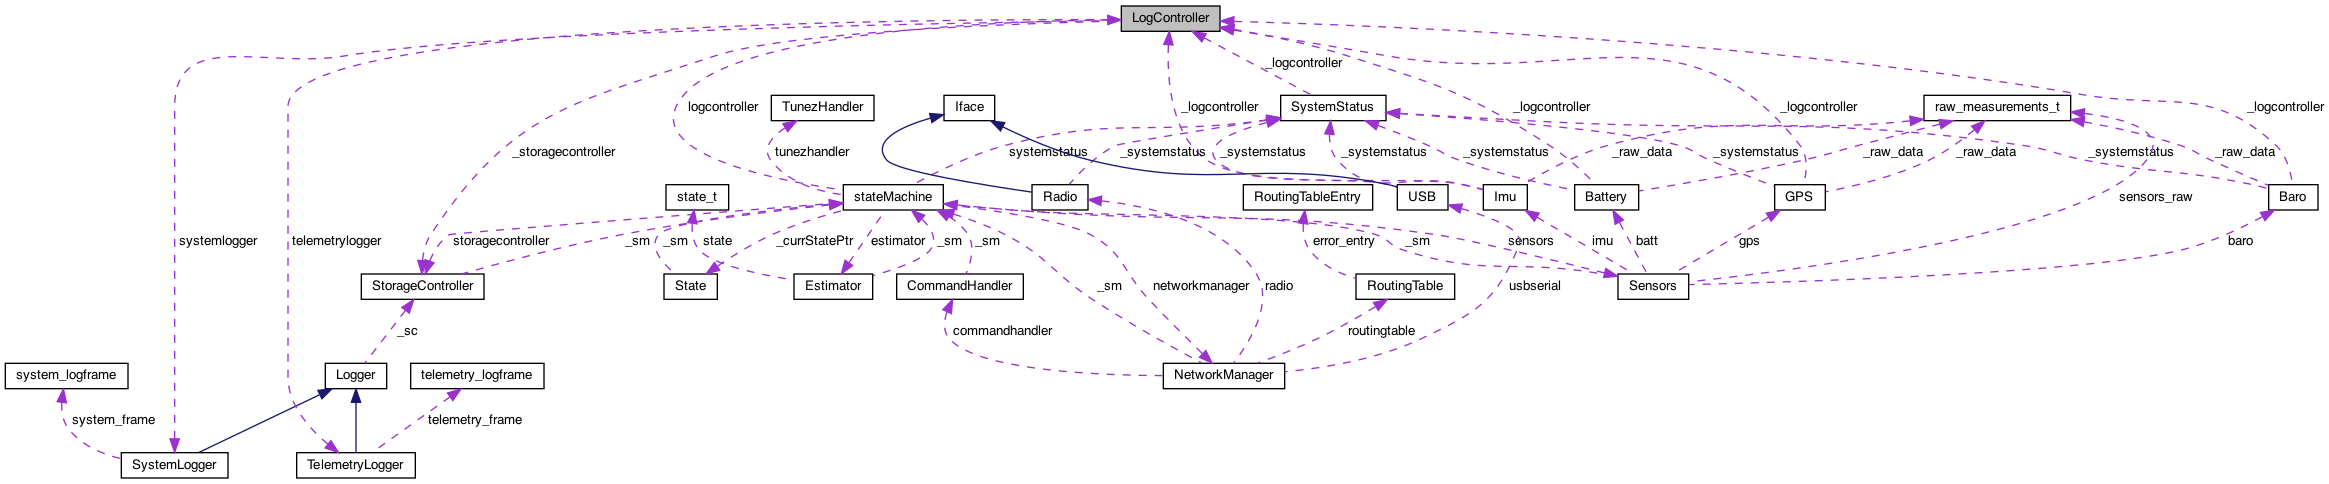 LogController
_logcontroller
logcontroller
TunezHandler
Iface
_logcontroller
SystemStatus
_logcontroller
_logcontroller
raw_measurements_t
_logcontroller
_storagecontroller
tunezhandler
systemstatus
_systemstatus
_systemstatus
_systemstatus
_systemstatus
_raw_data
_systemstatus
_raw_data
_raw_data
_systemstatus
_raw_data
state_t
stateMachine
Radio
RoutingTableEntry
USB
Imu
Battery
GPS
sensors_raw
Baro
systemlogger
telemetrylogger
storagecontroller
_sm
_sm
state
_currStatePtr
estimator
_sm
_sm
error_entry
_sm
sensors
imu
batt
gps
baro
StorageController
State
Estimator
CommandHandler
_sm
networkmanager
radio
RoutingTable
usbserial
Sensors
_sc
commandhandler
routingtable
system_logframe
Logger
telemetry_logframe
NetworkManager
system_frame
telemetry_frame
SystemLogger
TelemetryLogger